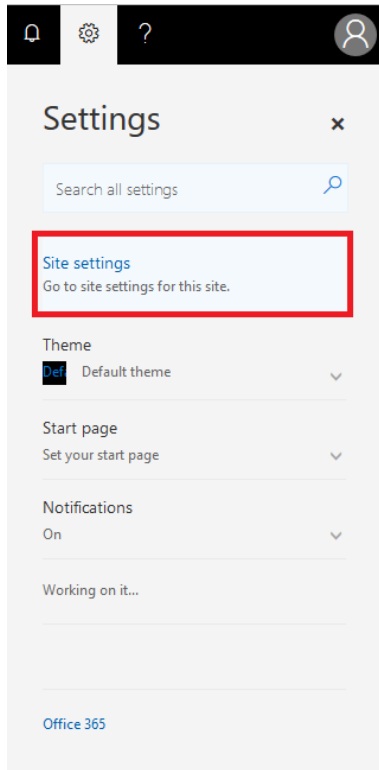 ?
Settings
×
Search all settings
Site settings
Go to site settings for this site.
Theme
Def. Default theme
Start page
Set your start page
Notifications
On
Working on it...
Office 365